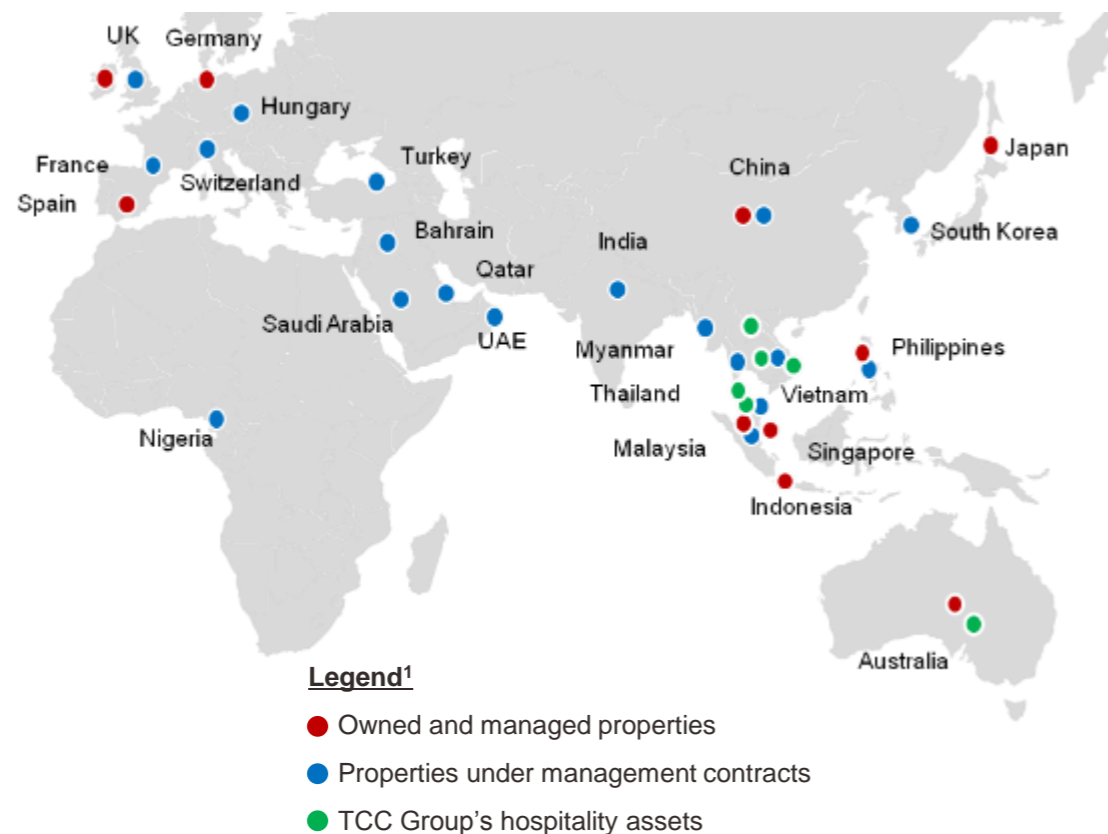 UK
Germany
Hungary
France
Switzerland
Spain
Turkey
China
Japan
South Korea
Bahrain
India
Qatar
Saudi Arabia
UAE
Myanmar
Philippines
Thailand
Vietnam
Nigeria
Malaysia
Singapore
Indonesia
Australia
Legend¹
Owned and managed properties
Properties under management contracts
TCC Group's hospitality assets